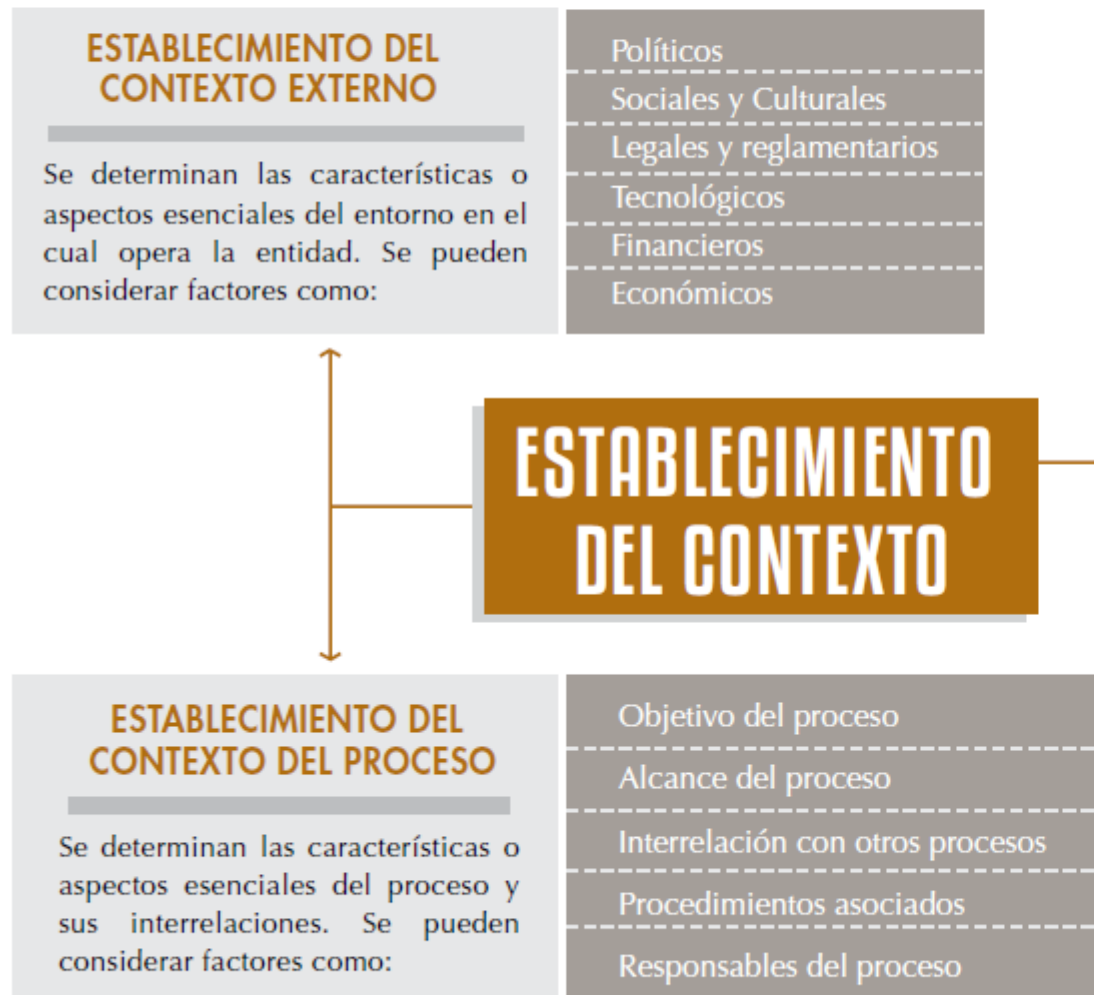 ESTABLECIMIENTO DEL
CONTEXTO EXTERNO
Se determinan las características o
aspectos esenciales del entorno en el
cual opera la entidad. Se pueden
considerar factores como:
Políticos
Sociales y Culturales
Legales y reglamentarios
Tecnológicos
Financieros
Económicos
ESTABLECIMIENTO
DEL CONTEXTO
ESTABLECIMIENTO DEL
CONTEXTO DEL PROCESO
Se determinan las características o
aspectos esenciales del proceso y
sus interrelaciones. Se pueden
considerar factores como:
Objetivo del proceso
Alcance del proceso
Interrelación con otros procesos
Procedimientos asociados
Responsables del proceso